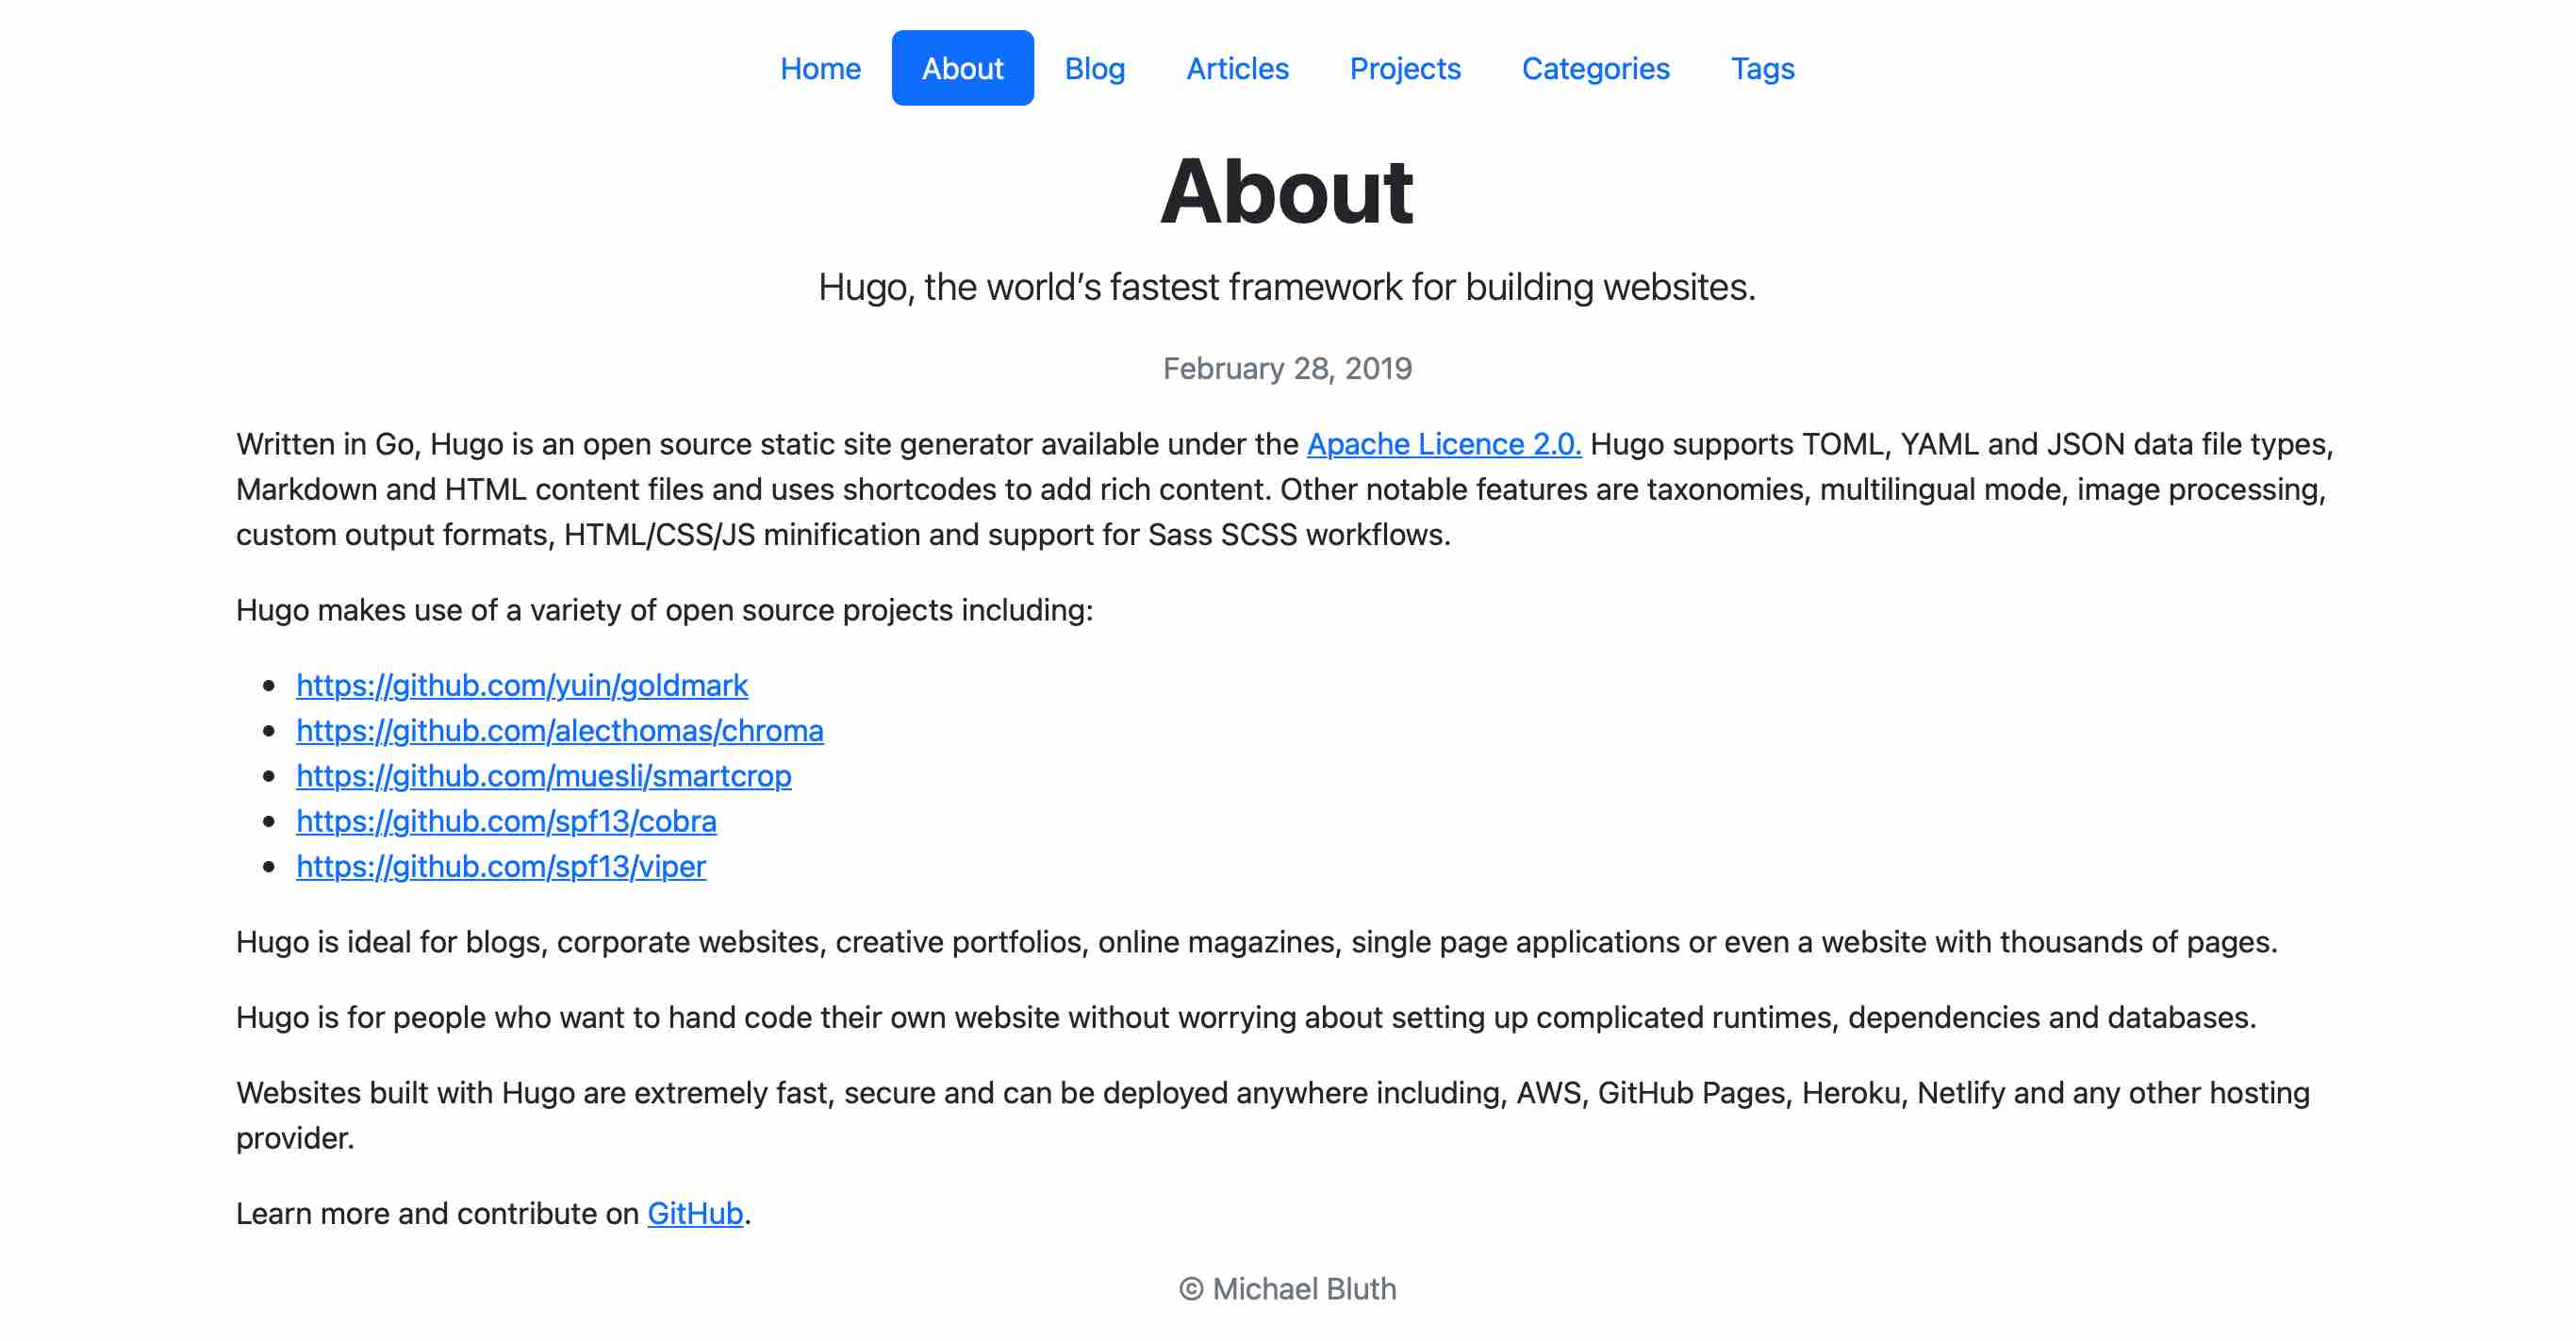 Home About Blog Articles Projects Categories Tags
About
Hugo, the world’s fastest framework for building websites.
February 28, 2019
Written in Go, Hugo is an open source static site generator available under the Apache Licence 2.0. Hugo supports TOML, YAML and JSON data file types,
Markdown and HTML content files and uses shortcodes to add rich content. Other notable features are taxonomies, multilingual mode, image processing,
custom output formats, HTML/CSS/JS minification and support for Sass SCSS workflows.
Hugo makes use of a variety of open source projects including:
• https://github.com/yuin/goldmark
• https://github.com/alecthomas/chroma
• https://github.com/muesli/smartcrop
• https://github.com/spf13/cobra
• https://github.com/spf13/viper
Hugo is ideal for blogs, corporate websites, creative portfolios, online magazines, single page applications or even a website with thousands of pages.
Hugo is for people who want to hand code their own website without worrying about setting up complicated runtimes, dependencies and databases.
Websites built with Hugo are extremely fast, secure and can be deployed anywhere including, AWS, GitHub Pages, Heroku, Netlify and any other hosting
provider.
Learn more and contribute on GitHub.
© Michael Bluth